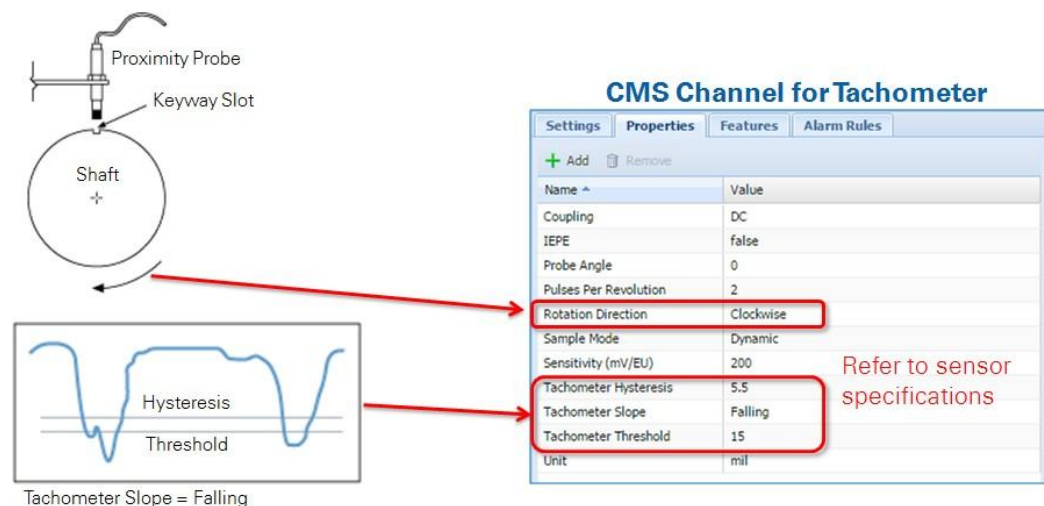 Proximity Probe
Keyway Slot
Shaft
Hysteresis
Threshold
Tachometer Slope = Falling
CMS Channel for Tachometer
Settings Properties Features Alarm Rules
Add Remove
Name Value
Coupling DC
IEPE false
Probe Angle 0
Pulses Per Revolution 2
Rotation Direction Clockwise
Sample Mode Dynamic
Sensitivity (mV/EU) 200
Tachometer Hysteresis 5.5
Tachometer Slope Falling
Tachometer Threshold 15
Unit mil
Refer to sensor
specifications